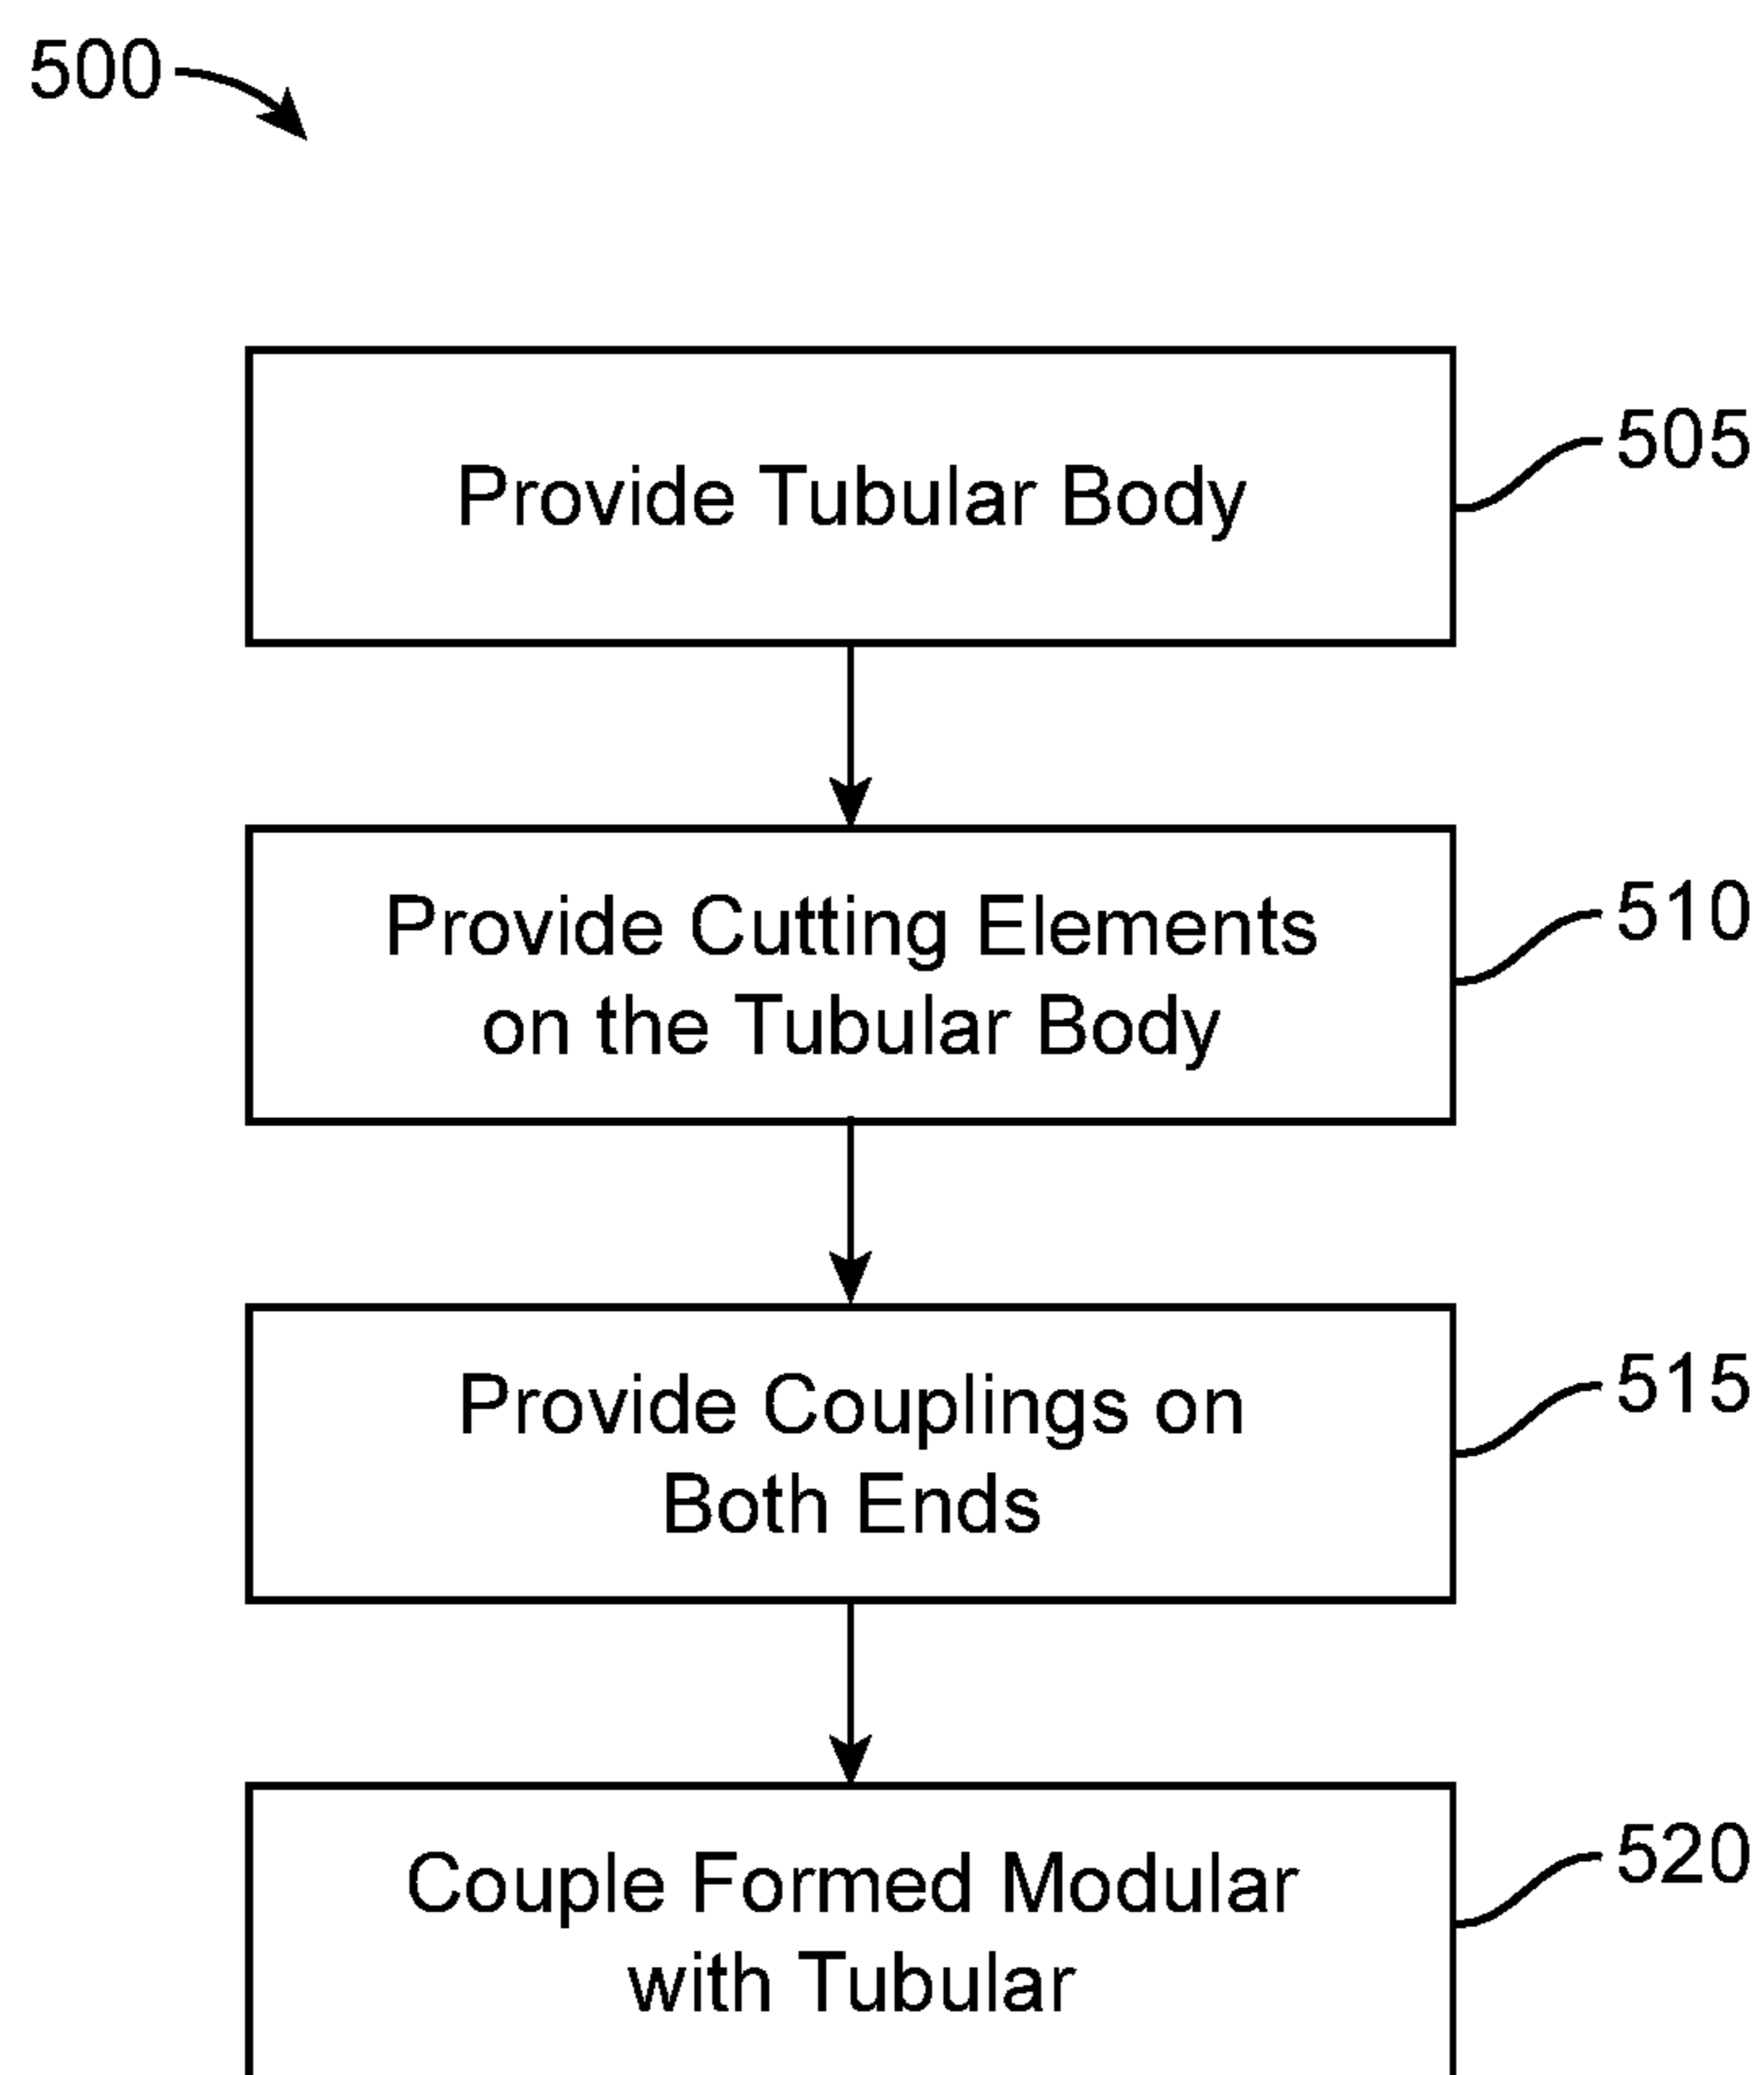 500
Provide Tubular Body
505
Provide Cutting Elements
on the Tubular Body
510
Provide Couplings on
Both Ends
515
Couple Formed Modular
with Tubular
520